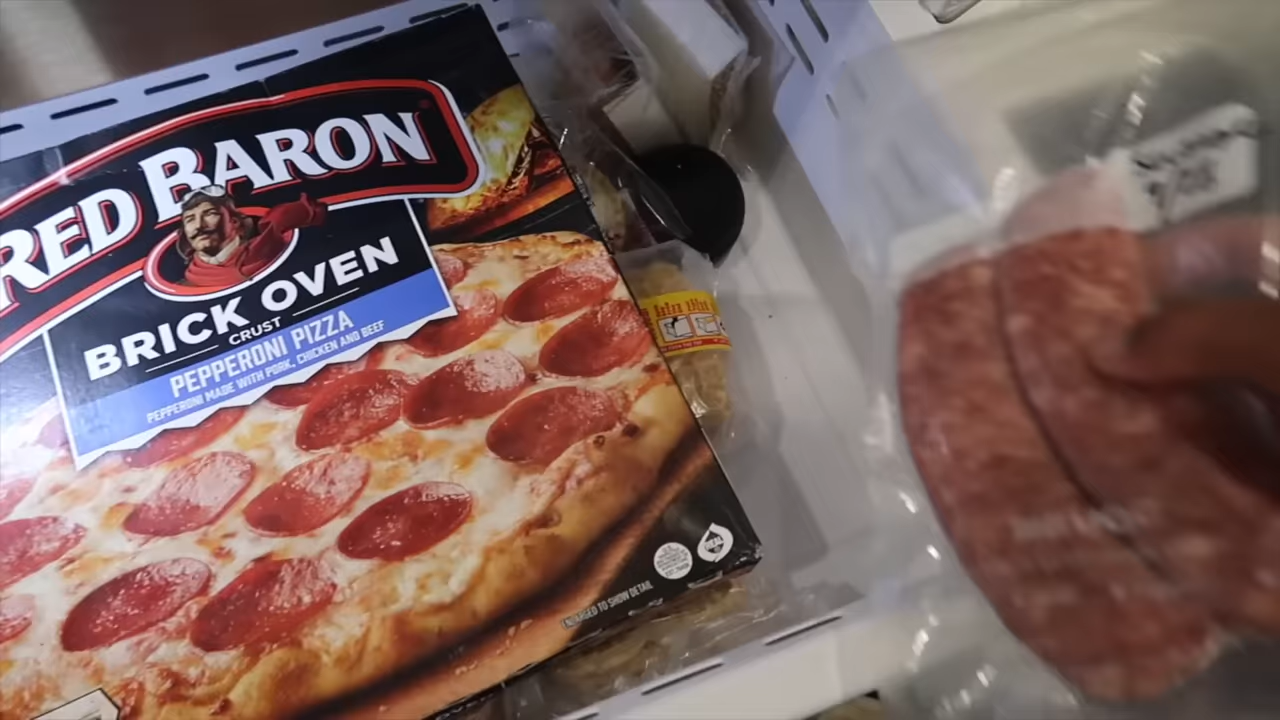 RED BARON
BRICK OVEN
CRUST
PEPPERONI PIZZA
PEPPERONI MADE WITH PORK, CHICKEN AND BEEF
ENLARGED TO SHOW DETAIL